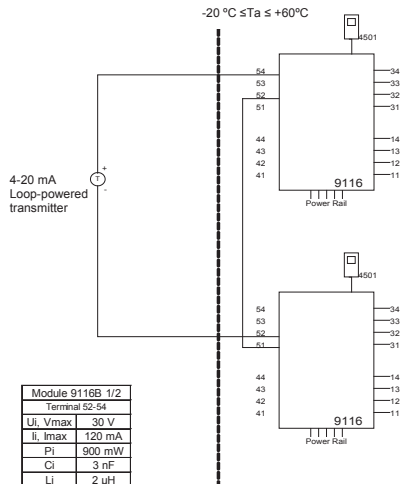 -20 ºC ≤Ta ≤ +60ºC
4501
54
53
52
51
34
33
32
31
44
43
42
41
14
13
12
11
9116
Power Rail
4-20 mA
Loop-powered
transmitter
+
T
-
4501
54
53
52
51
34
33
32
31
44
43
42
41
14
13
12
11
9116
Power Rail
Module 9116B 1/2
Terminal 52-54
Ui, Vmax 30 V
Ii, Imax 120 mA
Pi 900 mW
Ci 3 nF
Li 2 uH